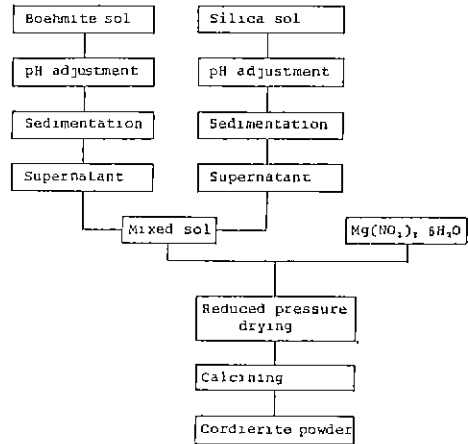 Boehmite sol
Silica sol
pH adjustment
pH adjustment
Sedimentation
Sedimentation
Supernatant
Supernatant
Mixed sol
Mg(NO₃)₂ 6H₂O
Reduced pressure
drying
Calcining
Cordierite powder